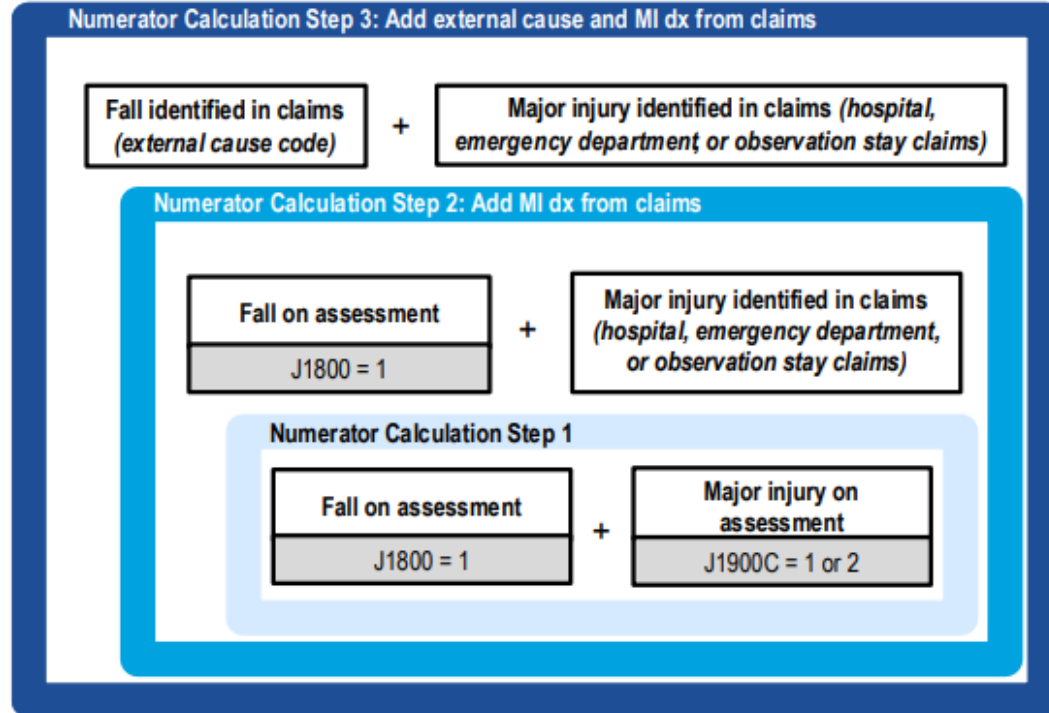 Numerator Calculation Step 3: Add external cause and MI dx from claims
Fall identified in claims
(external cause code)
+
Major injury identified in claims (hospital,
emergency department, or observation stay claims)
Numerator Calculation Step 2: Add MI dx from claims
Fall on assessment
J1800 = 1
+
Major injury identified in claims
(hospital, emergency department,
or observation stay claims)
Numerator Calculation Step 1
Fall on assessment
J1800 = 1
+
Major injury on
assessment
J1900C = 1 or 2